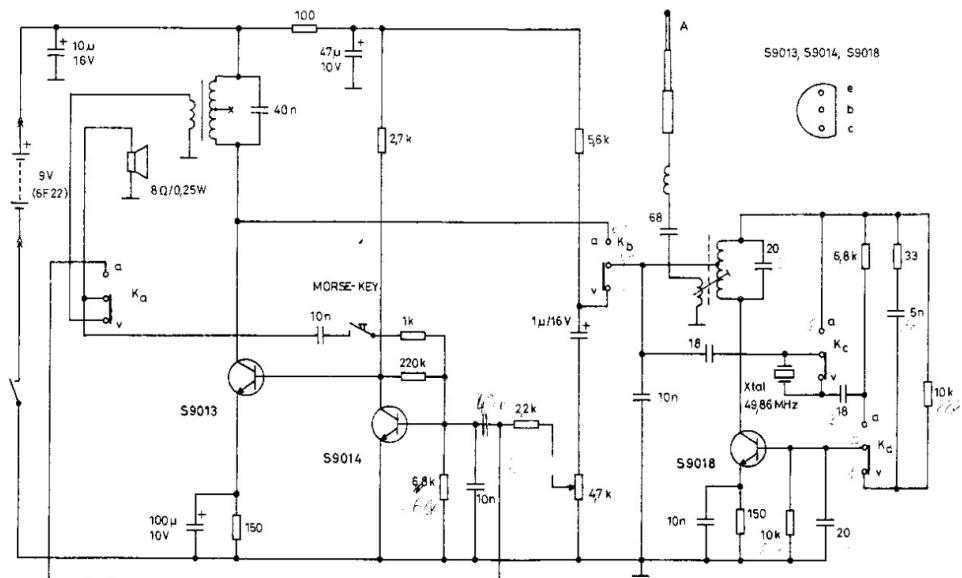 100
10µ
16V
47µ
10V
A
S9013, S9014, S9018
e
b
c
40n
2,7k
5,6k
9V
(6F22)
8Ω/0,25W
68
20
6,8k
33
a
Kb
v
a
Ka
v
MORSE-KEY
10n
1k
1µ/16V
5n
a
Kc
v
18
220k
Xtal
49,86 MHz
18
10k
10n
S9013
S9014
2,2k
a
Kd
v
S9018
6,8k
10n
4,7k
100µ
10V
150
10n
150
10k
20